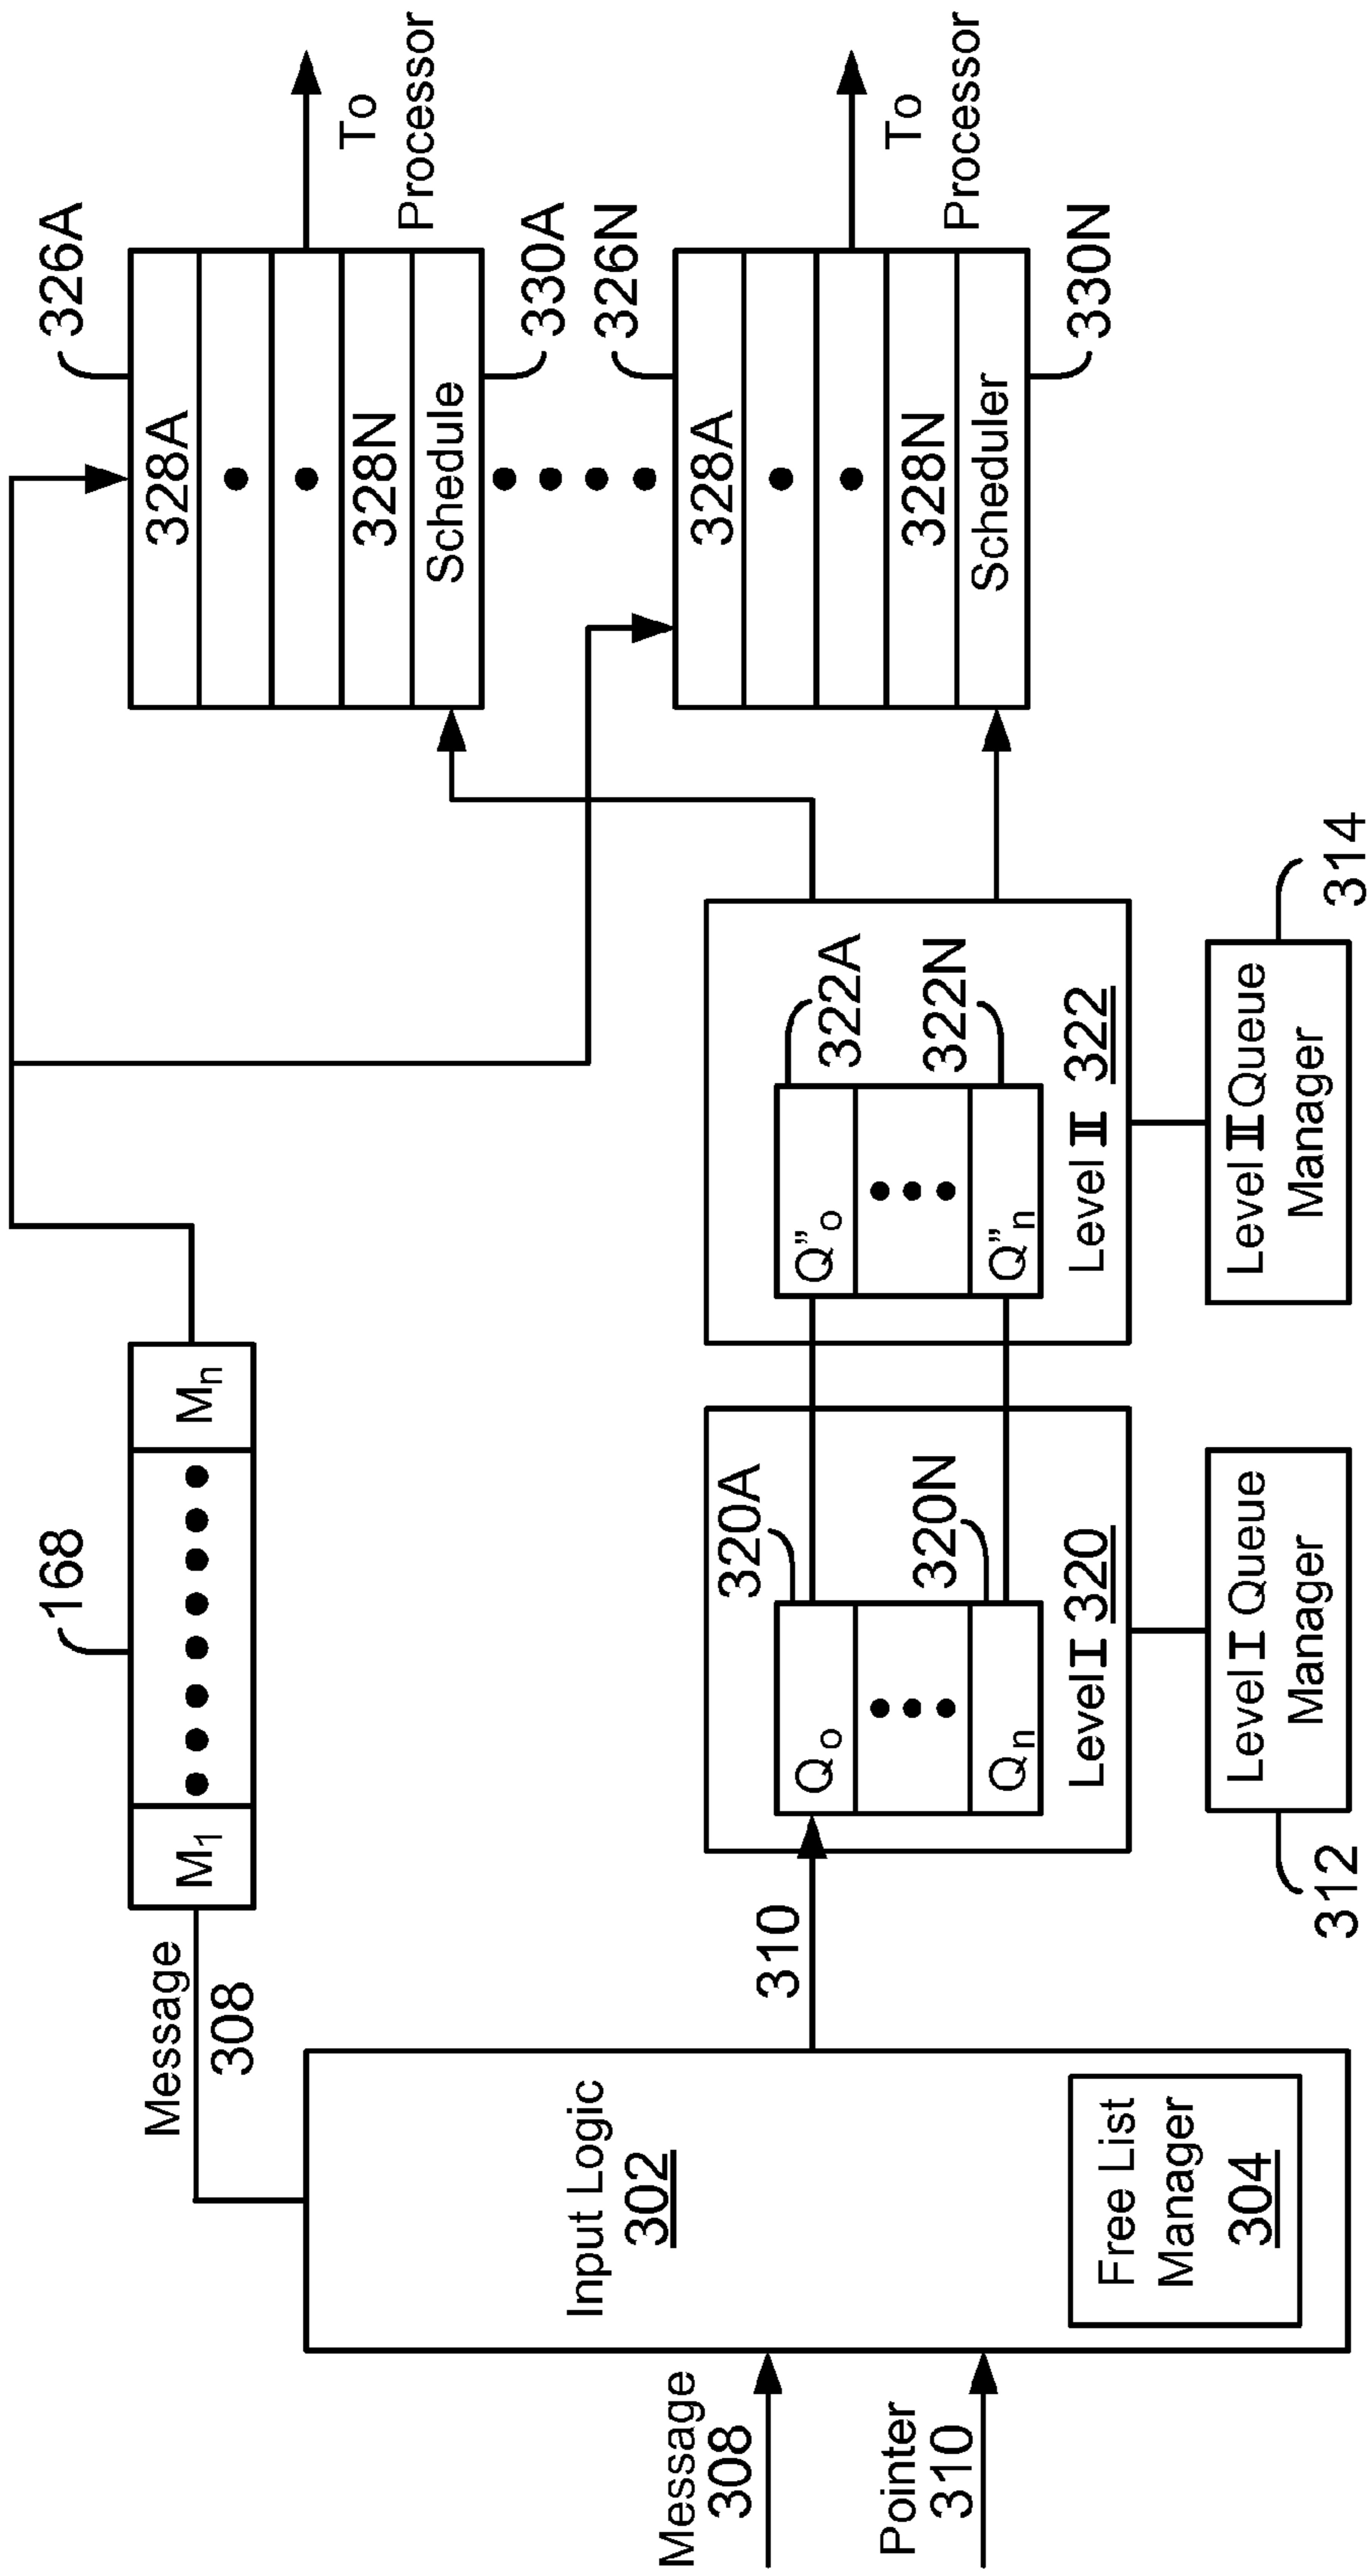 Message
308
Pointer
310
Input Logic
302
Free List
Manager
304
Message
308
168
M1
Mn
310
320A
Qo
320N
Qn
Level I 320
Level I Queue
Manager
312
322A
Q”o
322N
Q”n
Level II 322
Level II Queue
Manager
314
326A
328A
328N
Schedule
330A
To
Processor
326N
328A
328N
Scheduler
330N
To
Processor